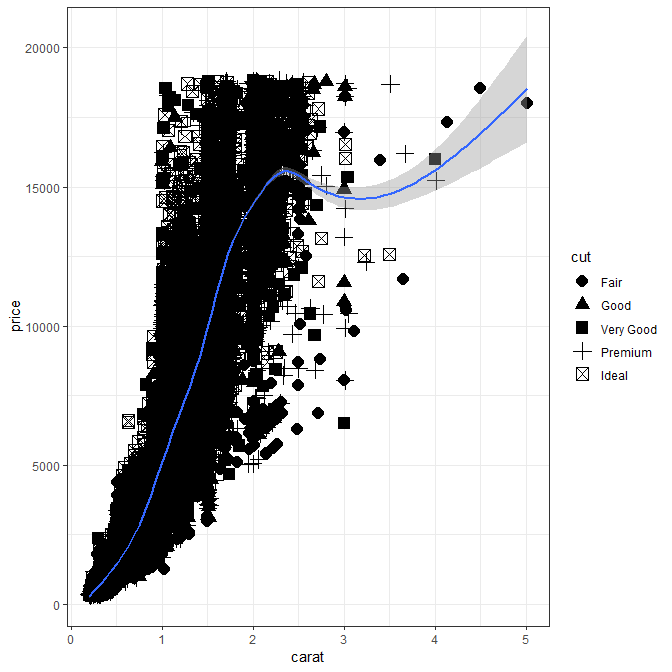 20000
15000
10000
5000
0
price
0 1 2 3 4 5
carat
cut
Fair
Good
Very Good
Premium
Ideal